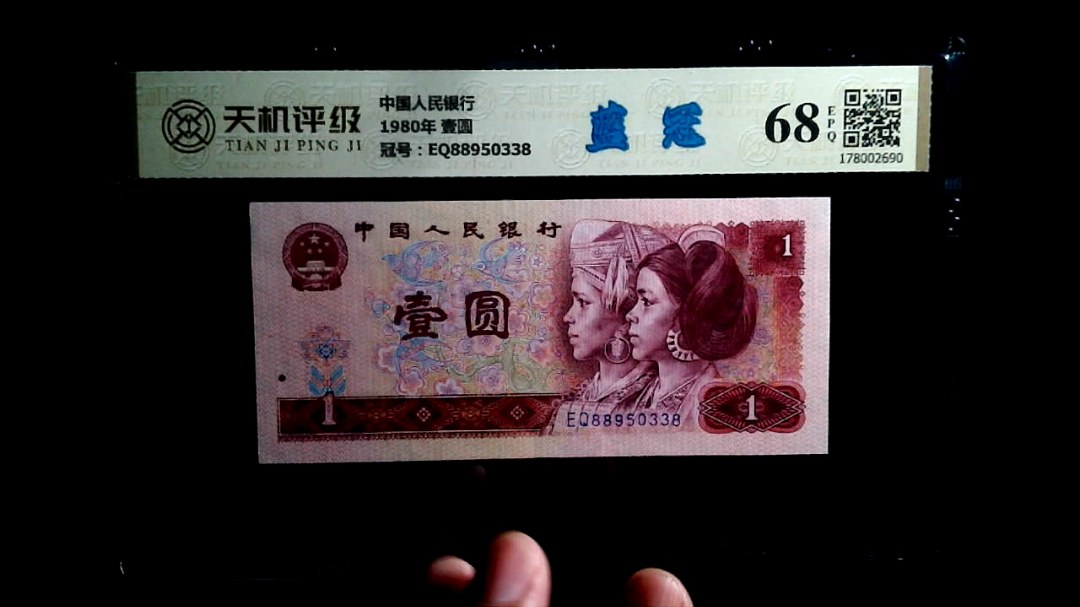 天机评级
TIAN JI PING JI
中国人民银行
1980年 壹圆
冠号：EQ88950338
蓝冠
68
EPQ
178002690
中国人民银行
1
壹圆
1
EQ88950338
1